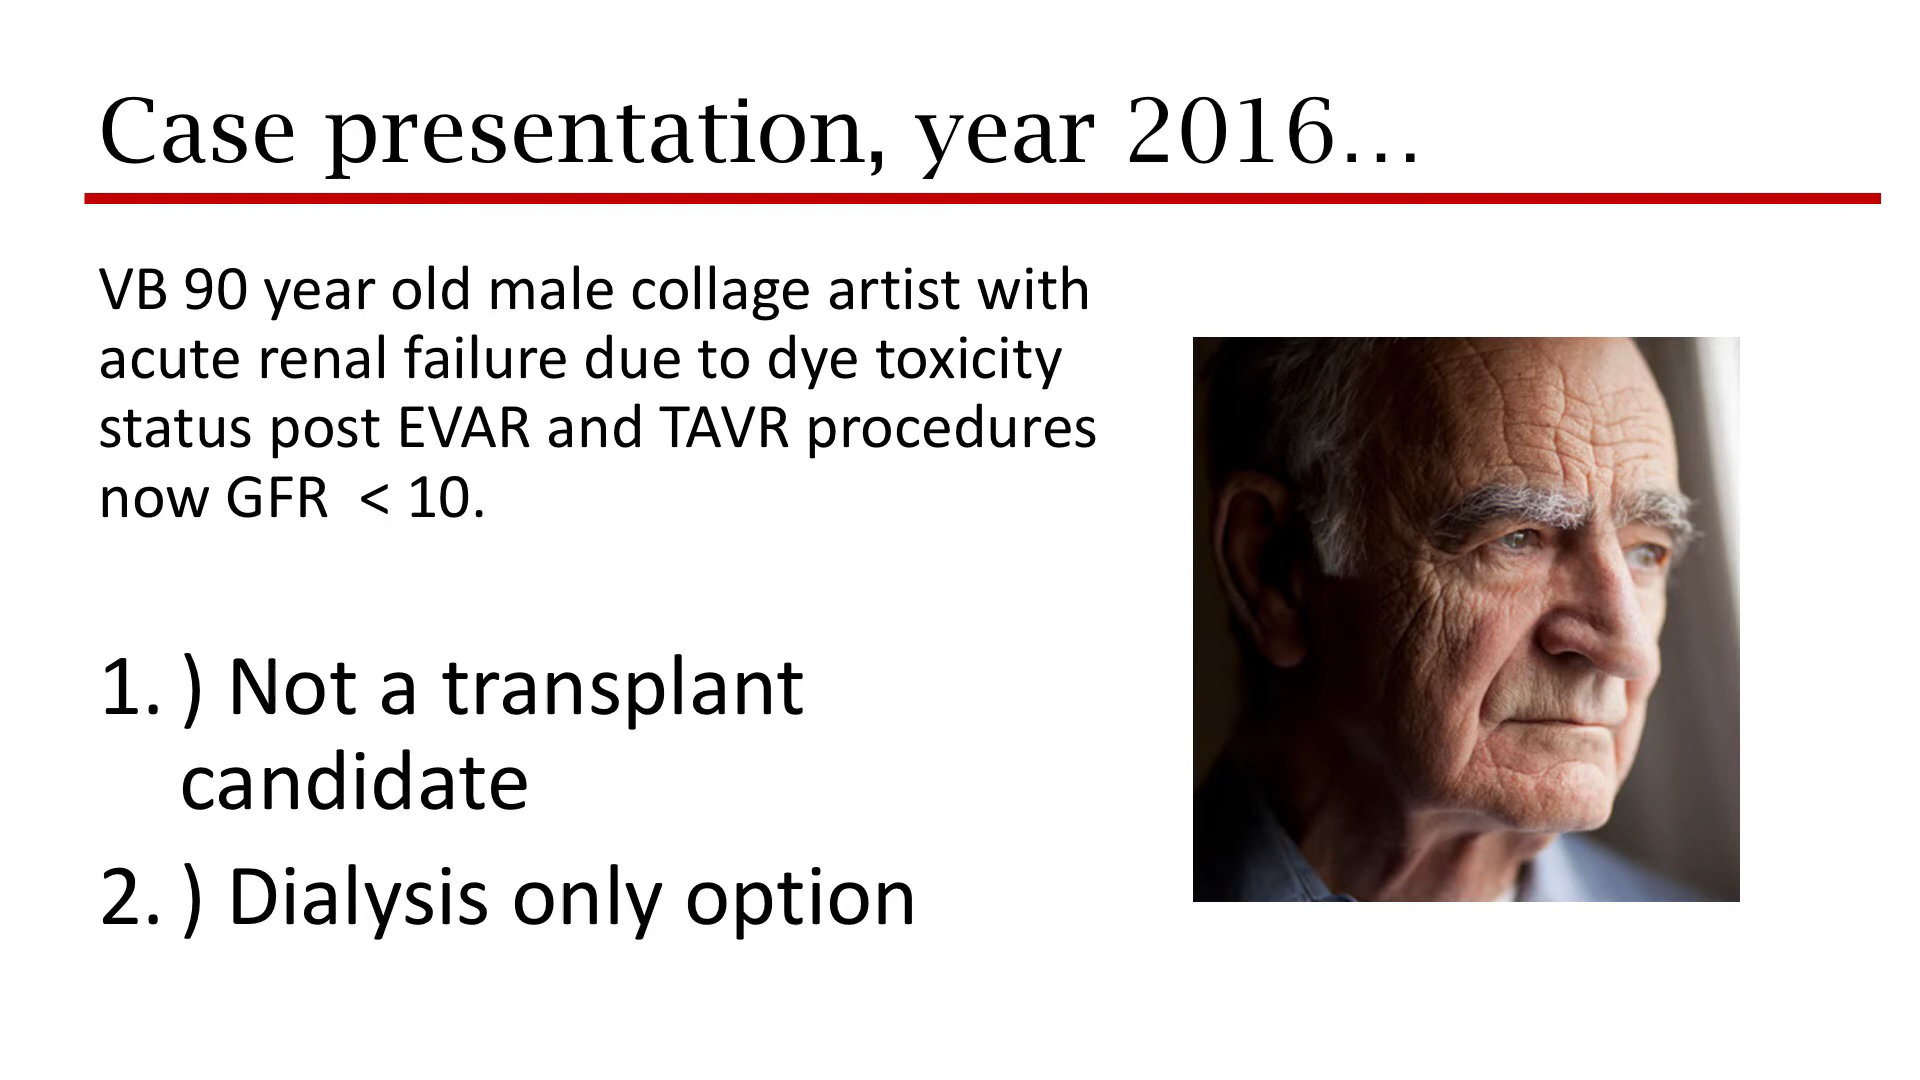 Case presentation, year 2016…
VB 90 year old male collage artist with
acute renal failure due to dye toxicity
status post EVAR and TAVR procedures
now GFR  < 10.
1. ) Not a transplant
candidate
2. ) Dialysis only option